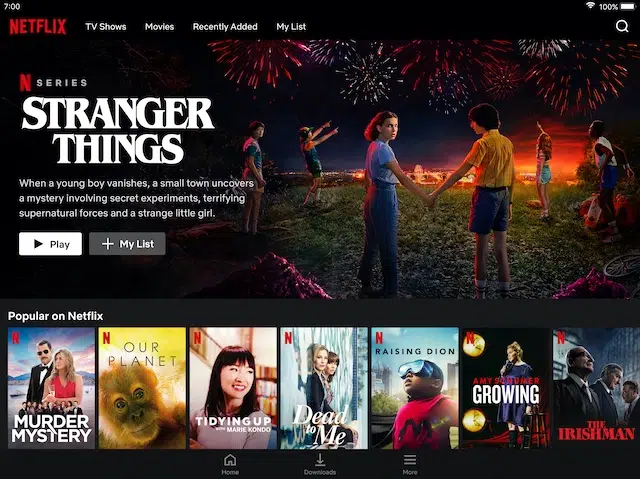 7:00
100%
NETFLIX
TV Shows
Movies
Recently Added
My List
N SERIES
STRANGER
THINGS
When a young boy vanishes, a small town uncovers
a mystery involving secret experiments, terrifying
supernatural forces and a strange little girl.
Play
My List
Popular on Netflix
N
MURDER
MYSTERY
N
OUR
PLANET
N
TIDYING UP
WITH MARIE KONDO
N
Dead
to Me
N
RAISING DION
N
AMY SCHUMER
GROWING
N
THE
IRISHMAN
Home
Downloads
More